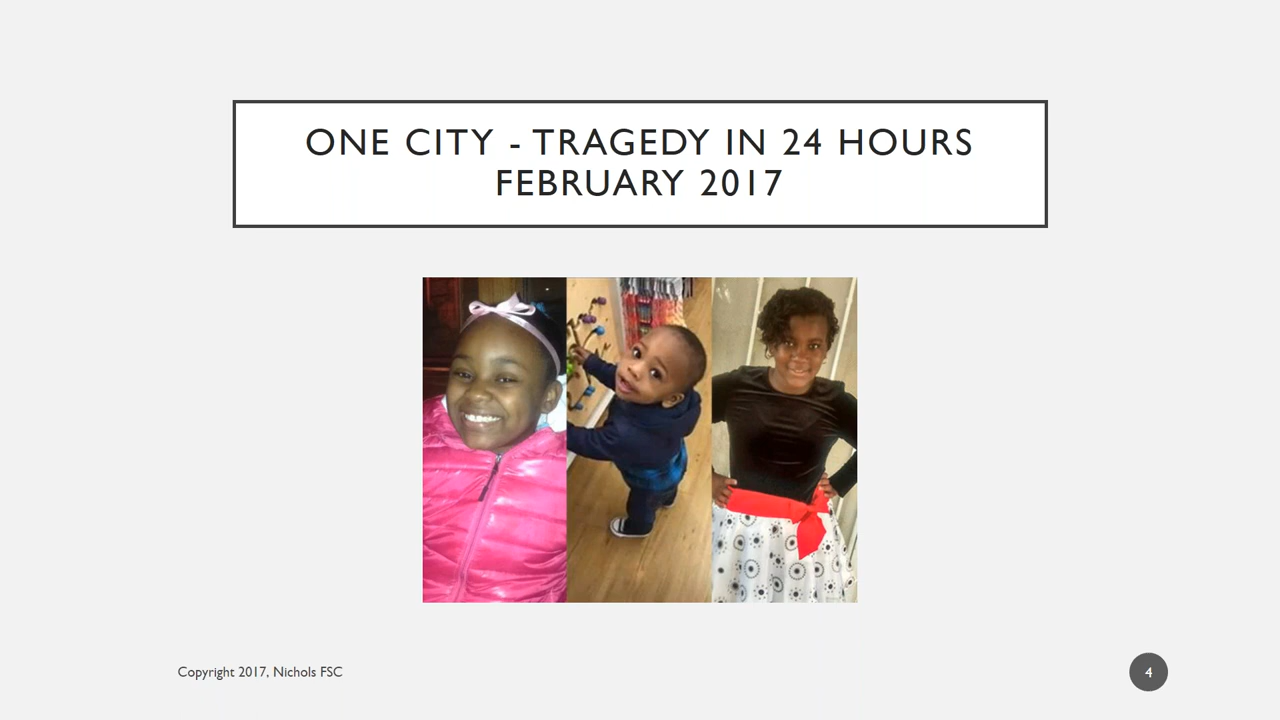 ONE CITY - TRAGEDY IN 24 HOURS
FEBRUARY 2017
Copyright 2017, Nichols FSC
4